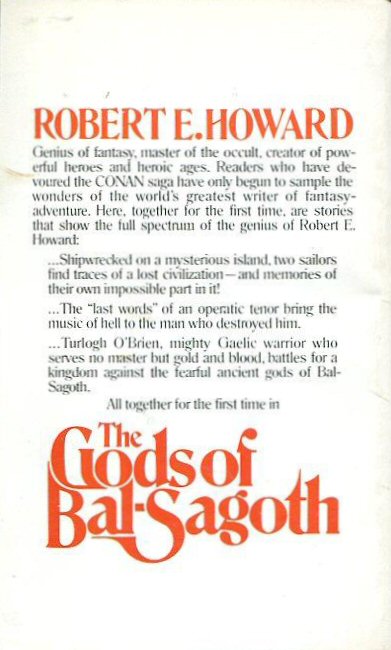 ROBERT E. HOWARD
Genius of fantasy, master of the occult, creator of pow-
erful heroes and heroic ages. Readers who have de-
voured the CONAN saga have only begun to sample the
wonders of the world's greatest writer of fantasy-
adventure. Here, together for the first time, are stories
that show the full spectrum of the genius of Robert E.
Howard:
...Shipwrecked on a mysterious island, two sailors
find traces of a lost civilization—and memories of
their own impossible part in it!
...The “last words” of an operatic tenor bring the
music of hell to the man who destroyed him.
...Turlogh O'Brien, mighty Gaelic warrior who
serves no master but gold and blood, battles for a
kingdom against the fearful ancient gods of Bal-
Sagoth.
All together for the first time in
The
Gods of
Bal-Sagoth